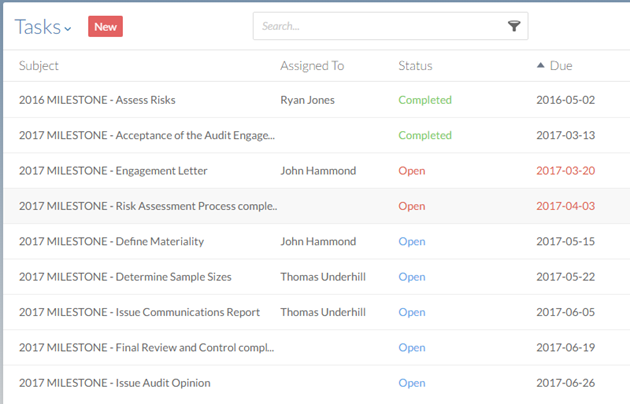 Tasks New Search...
Subject Assigned To Status Due
2016 MILESTONE - Assess Risks Ryan Jones Completed 2016-05-02
2017 MILESTONE - Acceptance of the Audit Engage... Completed 2017-03-13
2017 MILESTONE - Engagement Letter John Hammond Open 2017-03-20
2017 MILESTONE - Risk Assessment Process comple.. Open 2017-04-03
2017 MILESTONE - Define Materiality John Hammond Open 2017-05-15
2017 MILESTONE - Determine Sample Sizes Thomas Underhill Open 2017-05-22
2017 MILESTONE - Issue Communications Report Thomas Underhill Open 2017-06-05
2017 MILESTONE - Final Review and Control compl... Open 2017-06-19
2017 MILESTONE - Issue Audit Opinion Open 2017-06-26